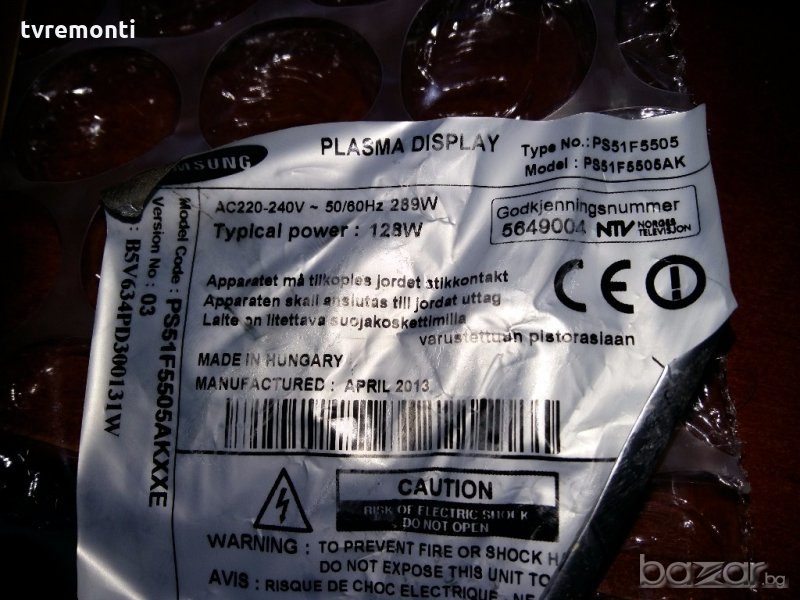 tvremonti
MSUNG
PLASMA DISPLAY
Type No.: PS51F5505
Model : PS51F5505AK
AC220-240V ~ 50/60Hz 289W
Typical power : 128W
Godkjenningsnummer
5649004 NTV NORGES TELEVISJON
Apparatet må tilkoples jordet stikkontakt
Apparaten skall anslutas till jordat uttag
Laite on liitettava suojakoskettimilla
varustettuun pistorasiaan
CE
MADE IN HUNGARY
MANUFACTURED : APRIL 2013
Model Code : PS51F5505AKXXE
Version No : 03
: B5V634PD300131W
CAUTION
RISK OF ELECTRIC SHOCK
DO NOT OPEN
WARNING : TO PREVENT FIRE OR SHOCK
DO NOT EXPOSE THIS UNIT TO
AVIS : RISQUE DE CHOC ELECTRIQUE - NE
bazar.bg